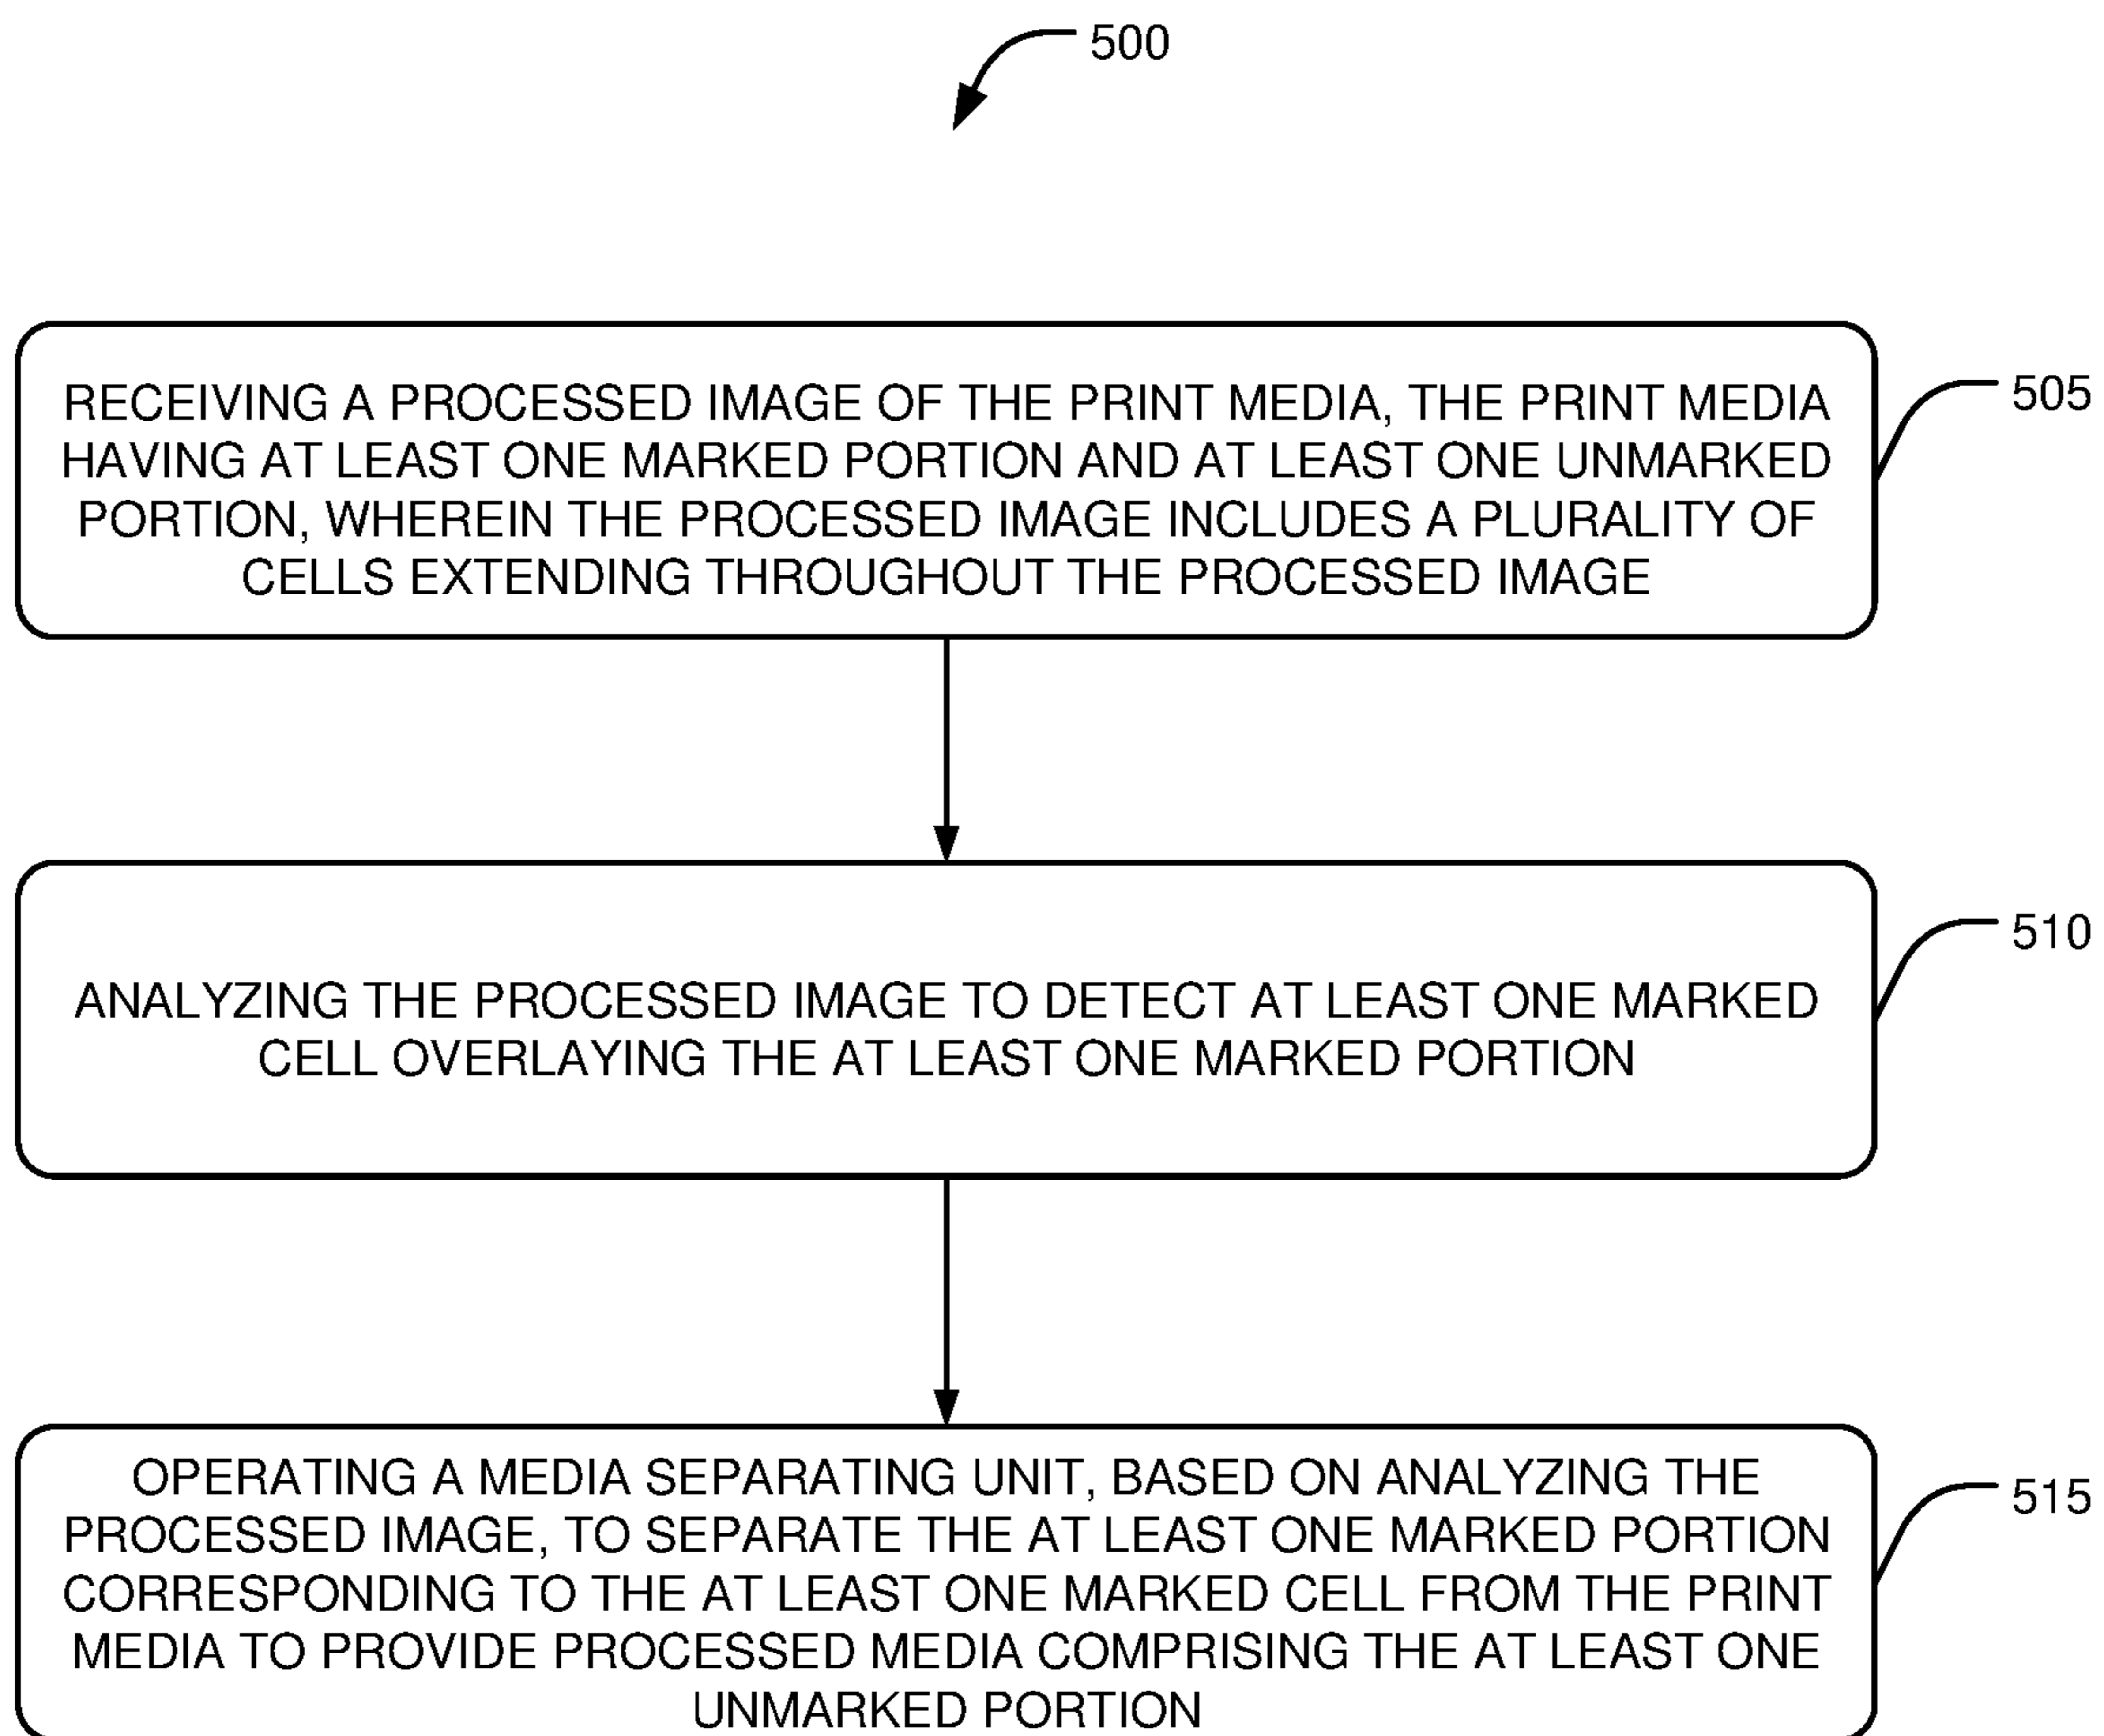 500
RECEIVING A PROCESSED IMAGE OF THE PRINT MEDIA, THE PRINT MEDIA
HAVING AT LEAST ONE MARKED PORTION AND AT LEAST ONE UNMARKED
PORTION, WHEREIN THE PROCESSED IMAGE INCLUDES A PLURALITY OF
CELLS EXTENDING THROUGHOUT THE PROCESSED IMAGE
505
ANALYZING THE PROCESSED IMAGE TO DETECT AT LEAST ONE MARKED
CELL OVERLAYING THE AT LEAST ONE MARKED PORTION
510
OPERATING A MEDIA SEPARATING UNIT, BASED ON ANALYZING THE
PROCESSED IMAGE, TO SEPARATE THE AT LEAST ONE MARKED PORTION
CORRESPONDING TO THE AT LEAST ONE MARKED CELL FROM THE PRINT
MEDIA TO PROVIDE PROCESSED MEDIA COMPRISING THE AT LEAST ONE
UNMARKED PORTION
515